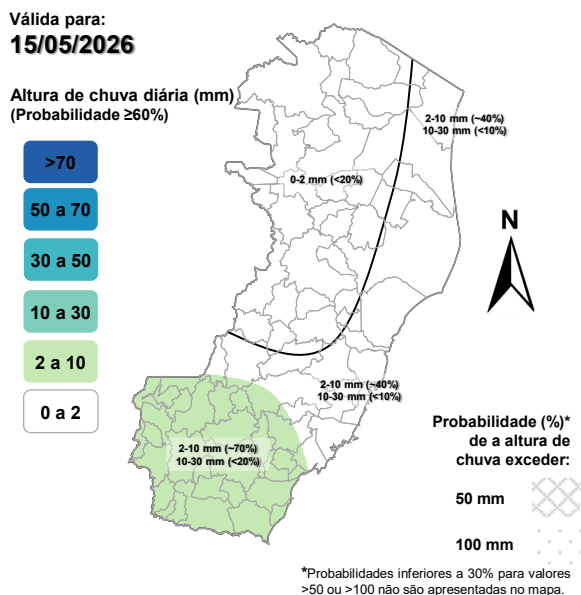 Válida para:
15/05/2026
Altura de chuva diária (mm)
(Probabilidade ≥60%)
>70
50 a 70
30 a 50
10 a 30
2 a 10
0 a 2
2-10 mm (~40%)
10-30 mm (<10%)
0-2 mm (<20%)
N
2-10 mm (~40%)
10-30 mm (<10%)
2-10 mm (~70%)
10-30 mm (<20%)
Probabilidade (%)*
de a altura de
chuva exceder:
50 mm
100 mm
*Probabilidades inferiores a 30% para valores
>50 ou >100 não são apresentadas no mapa.